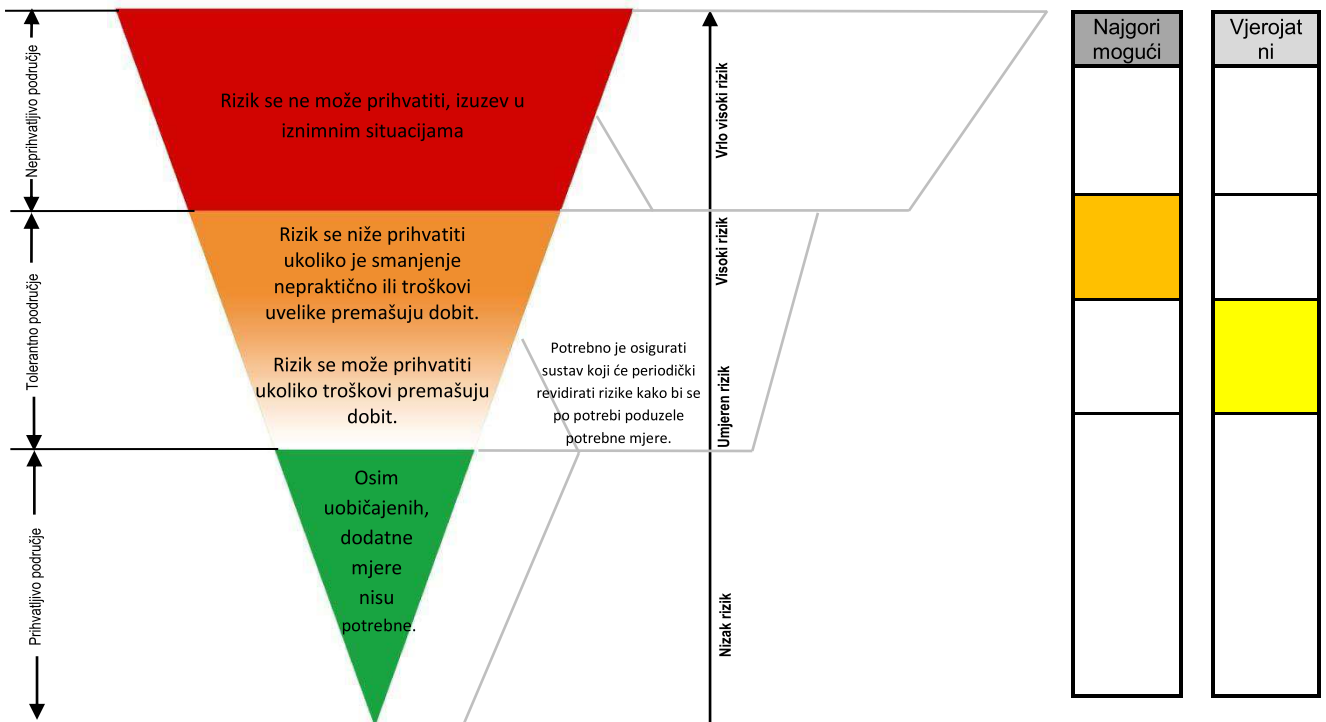 Neprihvatljivo područje
Tolerantno područje
Prihvatljivo područje
Rizik se ne može prihvatiti, izuzev u
iznimnim situacijama
Rizik se niže prihvatiti
ukoliko je smanjenje
nepraktično ili troškovi
uvelike premašuju dobit.
Rizik se može prihvatiti
ukoliko troškovi premašuju
dobit.
Osim
uobičajenih,
dodatne
mjere
nisu
potrebne.
Potrebno je osigurati
sustav koji će periodički
revidirati rizike kako bi se
po potrebi poduzele
potrebne mjere.
Vrlo visoki rizik
Visoki rizik
Umjeren rizik
Nizak rizik
Najgori
mogući
Vjerojat
ni